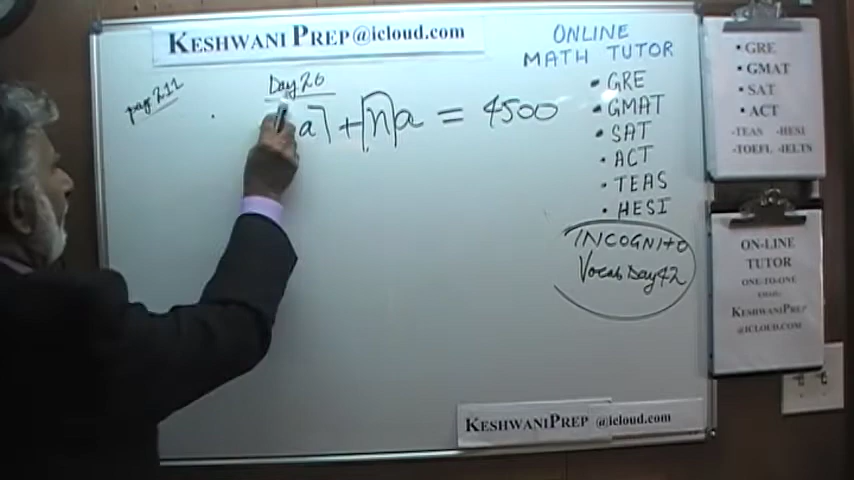 KESHWANI PREP@icloud.com
page 211
Day 26
a] + [n]a = 4500
ONLINE
MATH TUTOR
• GRE
• GMAT
• SAT
• ACT
• TEAS
• HESI
INCOGNITO
Vocab Day 42
KESHWANIPREP @icloud.com
• GRE
• GMAT
• SAT
• ACT
-TEAS -HESI
-TOEFL -IELTS
ON-LINE
TUTOR
ONE-TO-ONE
KESHWANIPREP
@ICLOUD.COM